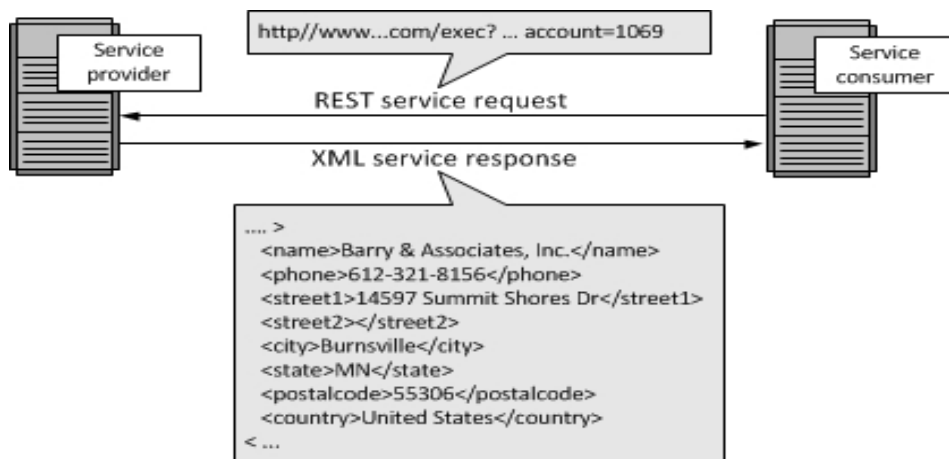 http//www...com/exec? ... account=1069
Service
provider
Service
consumer
REST service request
XML service response
.... >
<name>Barry & Associates, Inc.</name>
<phone>612-321-8156</phone>
<street1>14597 Summit Shores Dr</street1>
<street2></street2>
<city>Burnsville</city>
<state>MN</state>
<postalcode>55306</postalcode>
<country>United States</country>
< ...